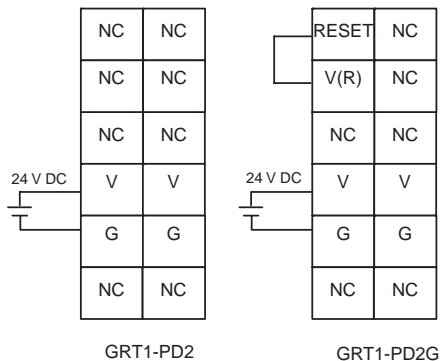 NC NC RESET NC
NC NC V(R) NC
NC NC NC NC
24 V DC V V 24 V DC V V
G G G G
NC NC NC NC
GRT1-PD2 GRT1-PD2G